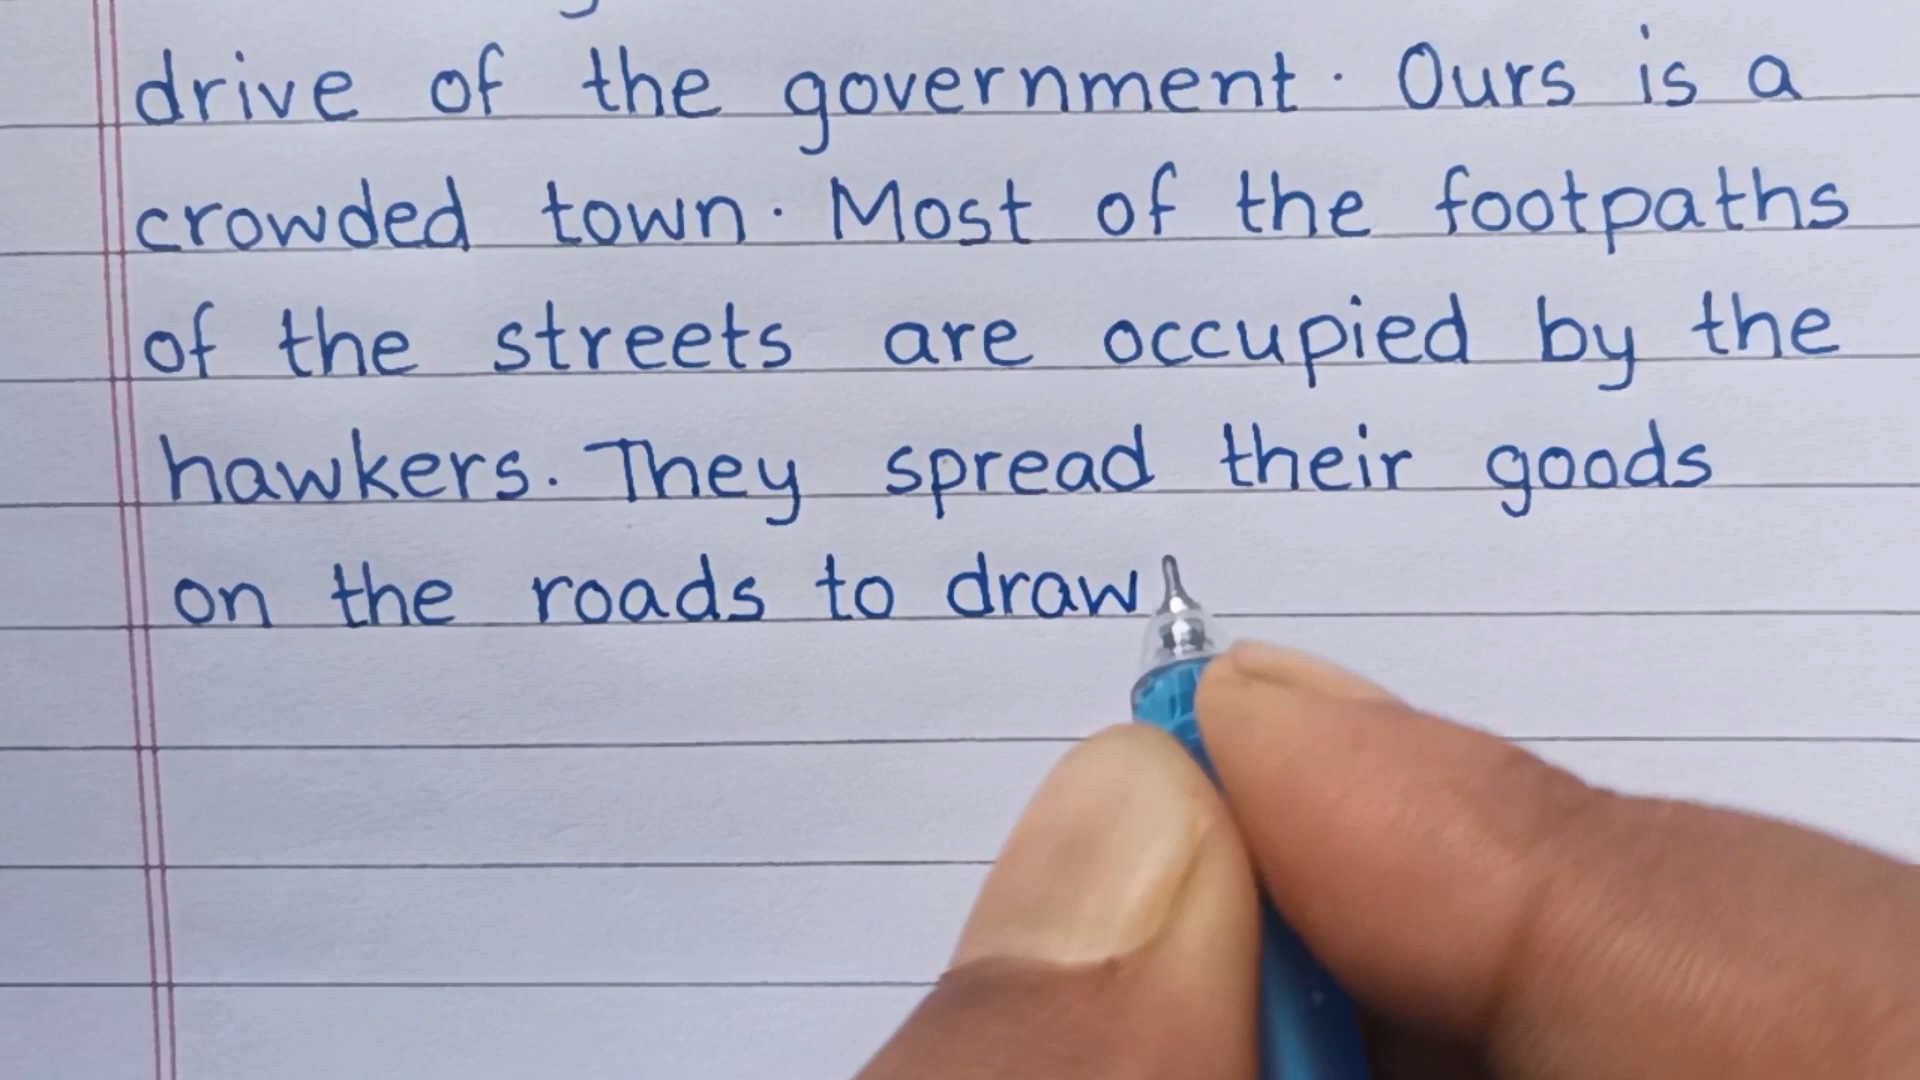 drive of the government. Ours is a
crowded town. Most of the footpaths
of the streets are occupied by the
hawkers. They spread their goods
on the roads to draw